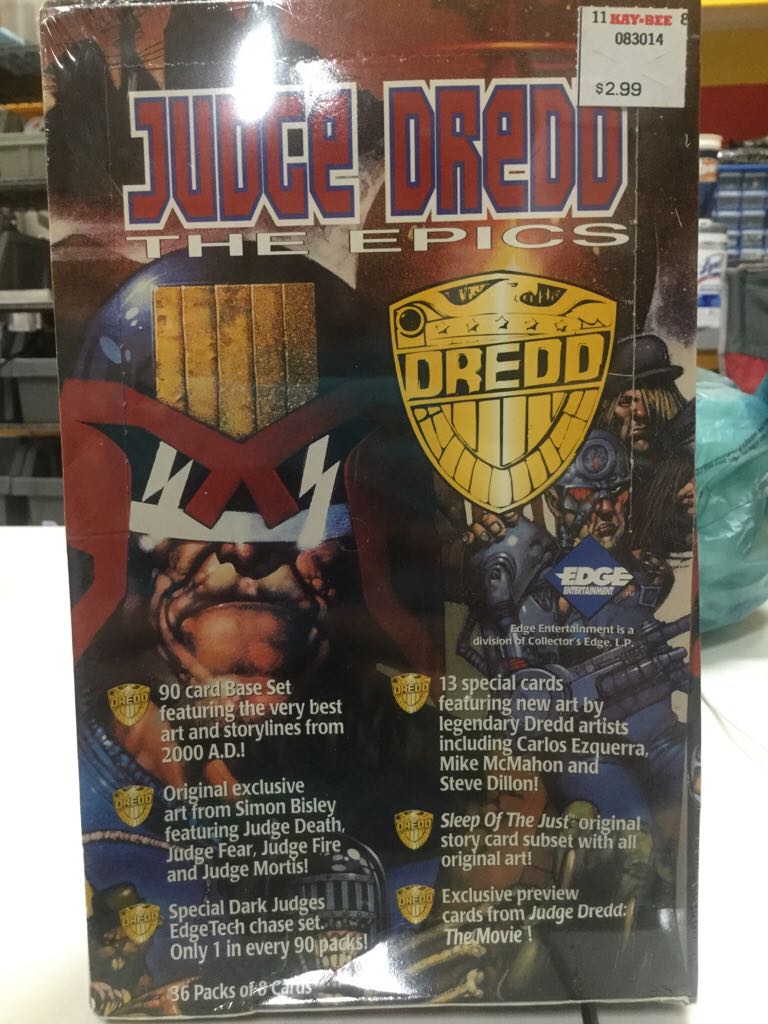 11 KAY·BEE 8
083014
$2.99
JUDGE DREDD
THE EPICS
DREDD
EDGE
ENTERTAINMENT
Edge Entertainment is a
division of Collector's Edge, L.P.
DREDD
90 card Base Set
featuring the very best
art and storylines from
2000 A.D.!
DREDD
Original exclusive
art from Simon Bisley
featuring Judge Death,
Judge Fear, Judge Fire
and Judge Mortis!
DREDD
Special Dark Judges
EdgeTech chase set.
Only 1 in every 90 packs!
36 Packs of 8 Cards
DREDD
13 special cards
featuring new art by
legendary Dredd artists
including Carlos Ezquerra,
Mike McMahon and
Steve Dillon!
DREDD
Sleep Of The Just original
story card subset with all
original art!
DREDD
Exclusive preview
cards from Judge Dredd:
The Movie !